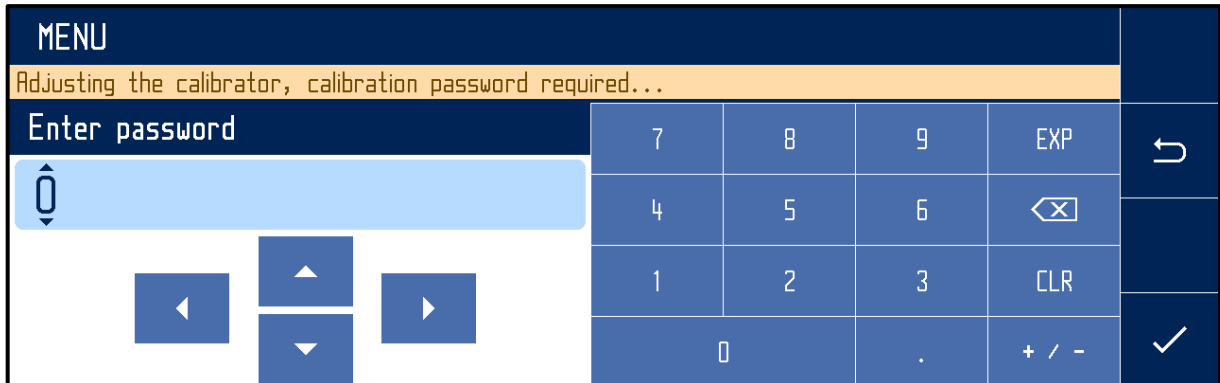 MENU
Adjusting the calibrator, calibration password required...
Enter password
0
7 8 9 EXP
4 5 6
1 2 3 CLR
0 . + / -